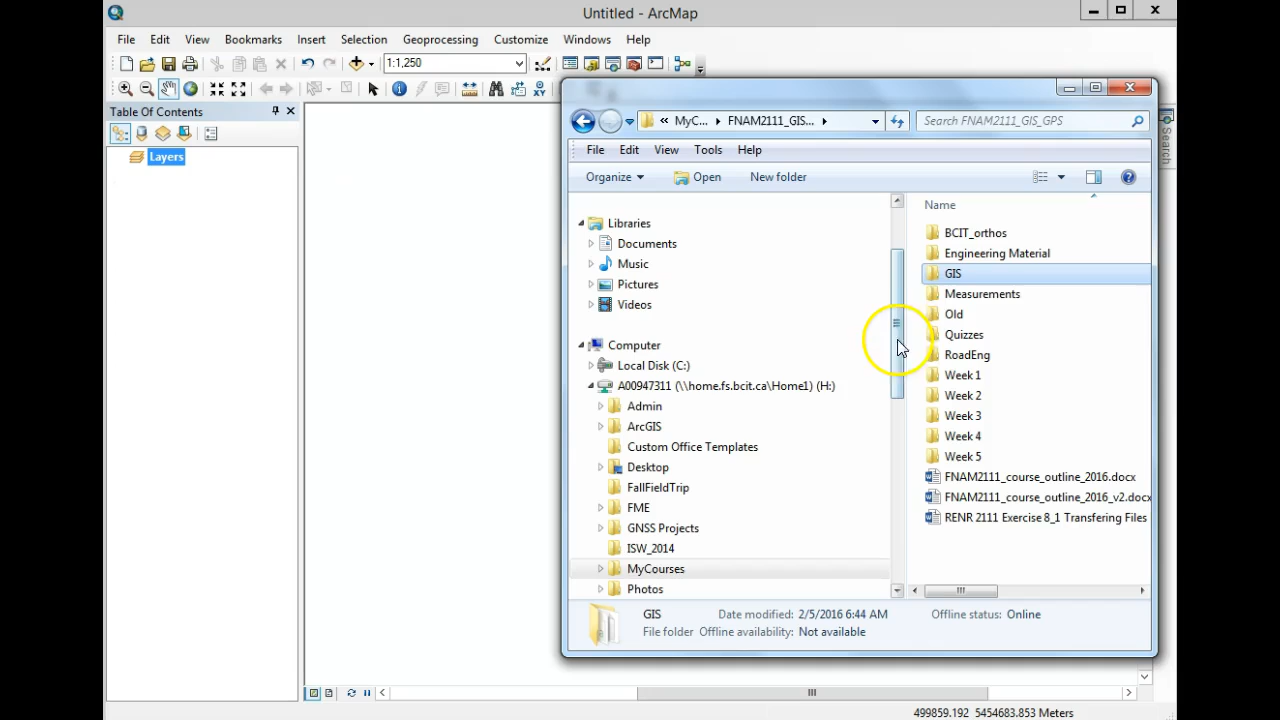 Untitled - ArcMap
File Edit View Bookmarks Insert Selection Geoprocessing Customize Windows Help
1:1,250
Table Of Contents
Layers
MyC... FNAM2111_GIS... Search FNAM2111_GIS_GPS
File Edit View Tools Help
Organize Open New folder
Libraries
Documents
Music
Pictures
Videos
Computer
Local Disk (C:)
A00947311 (\\home.fs.bcit.ca\Home1) (H:)
Admin
ArcGIS
Custom Office Templates
Desktop
FallFieldTrip
FME
GNSS Projects
ISW_2014
MyCourses
Photos
Name
BCIT_orthos
Engineering Material
GIS
Measurements
Old
Quizzes
RoadEng
Week 1
Week 2
Week 3
Week 4
Week 5
FNAM2111_course_outline_2016.docx
FNAM2111_course_outline_2016_v2.docx
RENR 2111 Exercise 8_1 Transfering Files
GIS Date modified: 2/5/2016 6:44 AM Offline status: Online
File folder Offline availability: Not available
Search
499859.192 5454683.853 Meters